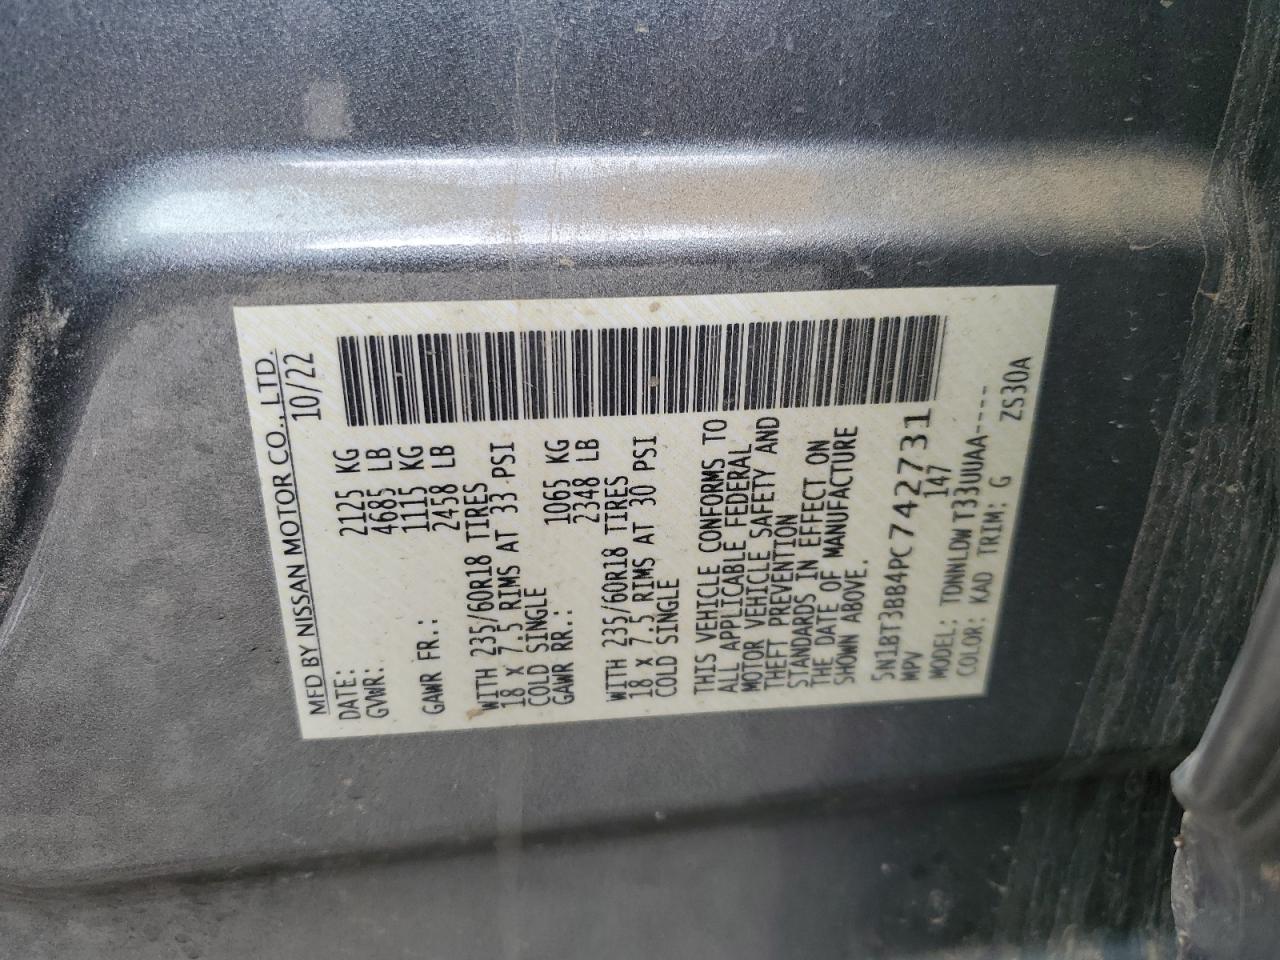 MFD BY NISSAN MOTOR CO., LTD.
DATE: 10/22
GVWR: 2125 KG
4685 LB
GAWR FR.: 1115 KG
2458 LB
WITH 235/60R18 TIRES
18 X 7.5 RIMS AT 33 PSI
COLD SINGLE
GAWR RR.: 1065 KG
2348 LB
WITH 235/60R18 TIRES
18 X 7.5 RIMS AT 30 PSI
COLD SINGLE
THIS VEHICLE CONFORMS TO
ALL APPLICABLE FEDERAL
MOTOR VEHICLE SAFETY AND
THEFT PREVENTION
STANDARDS IN EFFECT ON
THE DATE OF MANUFACTURE
SHOWN ABOVE.
5N1BT3BB4PC742731
MPV 147
MODEL: TDNNLDWT33UUAA----
COLOR: KAD TRIM: G ZS30A